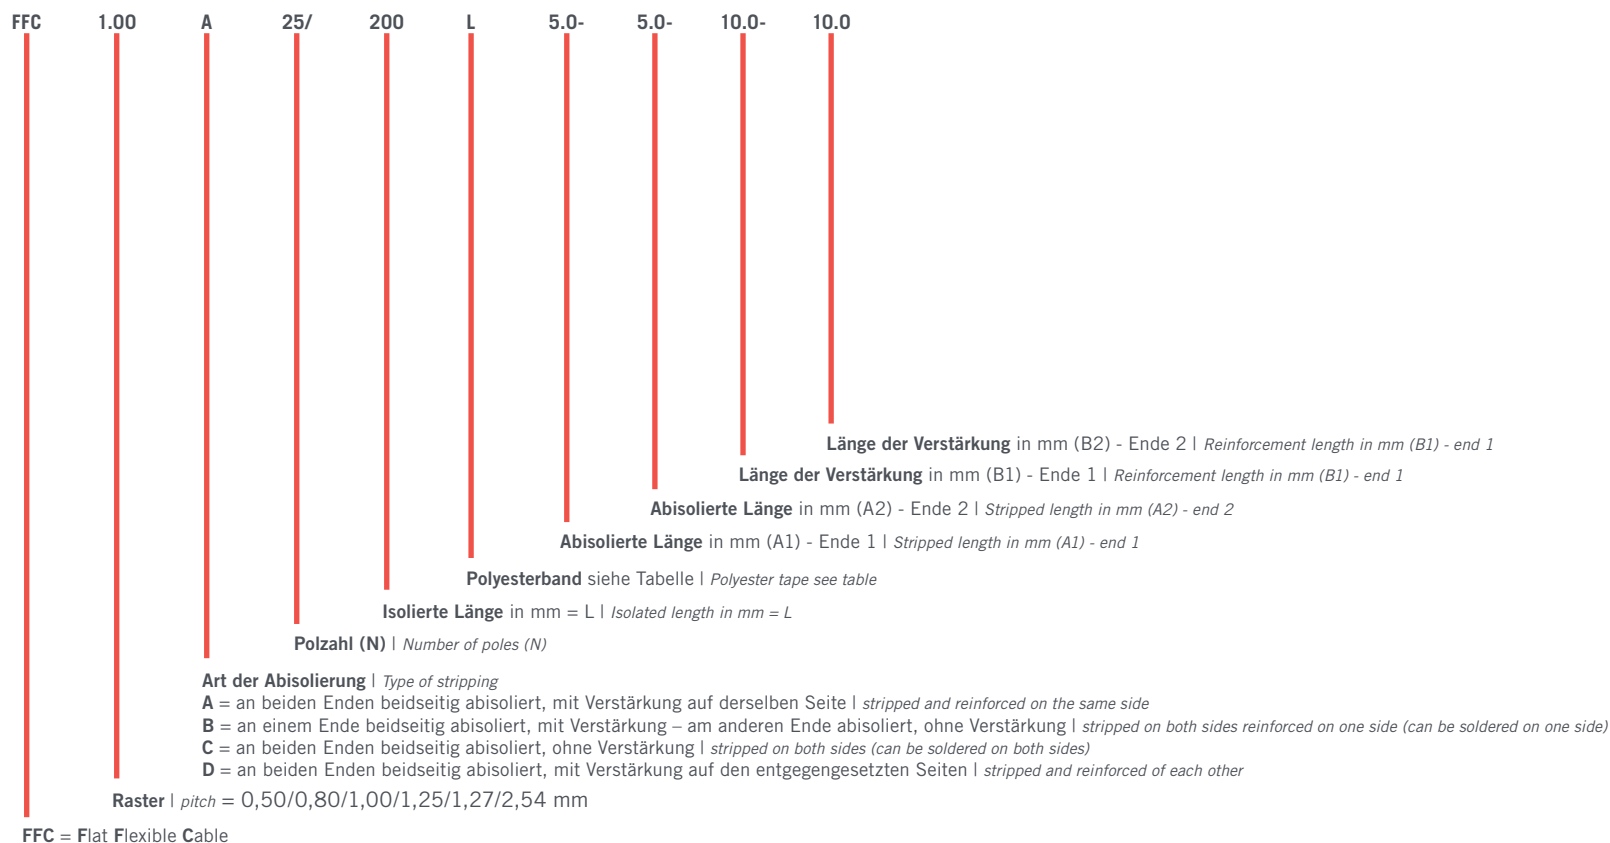 FFC 1.00 A 25/ 200 L 5.0- 5.0- 10.0- 10.0
Länge der Verstärkung in mm (B2) - Ende 2 | Reinforcement length in mm (B1) - end 1
Länge der Verstärkung in mm (B1) - Ende 1 | Reinforcement length in mm (B1) - end 1
Abisolierte Länge in mm (A2) - Ende 2 | Stripped length in mm (A2) - end 2
Abisolierte Länge in mm (A1) - Ende 1 | Stripped length in mm (A1) - end 1
Polyesterband siehe Tabelle | Polyester tape see table
Isolierte Länge in mm = L | Isolated length in mm = L
Polzahl (N) | Number of poles (N)
Art der Abisolierung | Type of stripping
A = an beiden Enden beidseitig abisoliert, mit Verstärkung auf derselben Seite | stripped and reinforced on the same side
B = an einem Ende beidseitig abisoliert, mit Verstärkung – am anderen Ende abisoliert, ohne Verstärkung | stripped on both sides reinforced on one side (can be soldered on one side)
C = an beiden Enden beidseitig abisoliert, ohne Verstärkung | stripped on both sides (can be soldered on both sides)
D = an beiden Enden beidseitig abisoliert, mit Verstärkung auf den entgegengesetzten Seiten | stripped and reinforced of each other
Raster | pitch = 0,50/0,80/1,00/1,25/1,27/2,54 mm
FFC = Flat Flexible Cable